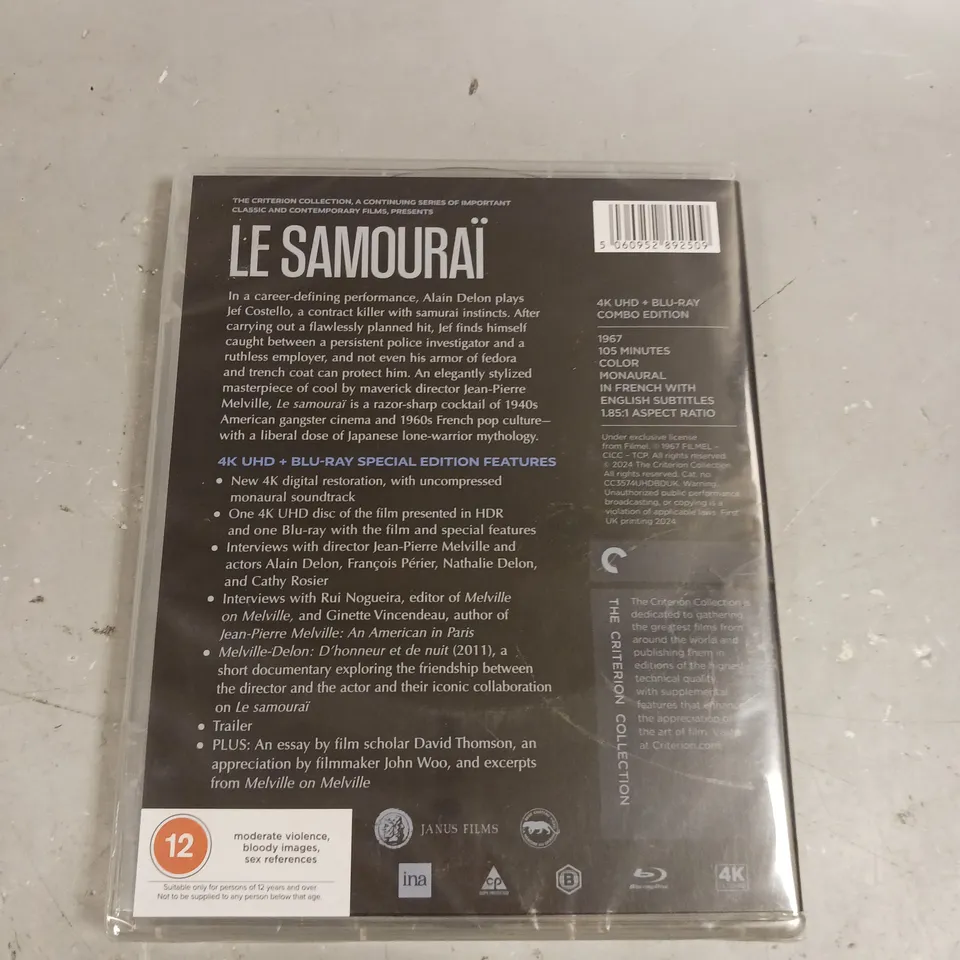 THE CRITERION COLLECTION, A CONTINUING SERIES OF IMPORTANT
CLASSIC AND CONTEMPORARY FILMS, PRESENTS
LE SAMOURAÏ
In a career-defining performance, Alain Delon plays
Jef Costello, a contract killer with samurai instincts. After
carrying out a flawlessly planned hit, Jef finds himself
caught between a persistent police investigator and a
ruthless employer, and not even his armor of fedora
and trench coat can protect him. An elegantly stylized
masterpiece of cool by maverick director Jean-Pierre
Melville, Le samouraï is a razor-sharp cocktail of 1940s
American gangster cinema and 1960s French pop culture—
with a liberal dose of Japanese lone-warrior mythology.
4K UHD + BLU-RAY SPECIAL EDITION FEATURES
• New 4K digital restoration, with uncompressed
monaural soundtrack
• One 4K UHD disc of the film presented in HDR
and one Blu-ray with the film and special features
• Interviews with director Jean-Pierre Melville and
actors Alain Delon, François Périer, Nathalie Delon,
and Cathy Rosier
• Interviews with Rui Nogueira, editor of Melville
on Melville, and Ginette Vincendeau, author of
Jean-Pierre Melville: An American in Paris
• Melville-Delon: D'honneur et de nuit (2011), a
short documentary exploring the friendship between
the director and the actor and their iconic collaboration
on Le samouraï
• Trailer
• PLUS: An essay by film scholar David Thomson, an
appreciation by filmmaker John Woo, and excerpts
from Melville on Melville
5 060952 892509
4K UHD + BLU-RAY
COMBO EDITION
1967
105 MINUTES
COLOR
MONAURAL
IN FRENCH WITH
ENGLISH SUBTITLES
1.85:1 ASPECT RATIO
Under exclusive license
from Filmel. © 1967 FILMEL –
CICC – TCP. All rights reserved.
© 2024 The Criterion Collection.
All rights reserved. Cat. no.
CC3574UHDBDUK. Warning:
Unauthorized public performance,
broadcasting, or copying is a
violation of applicable laws. First
UK printing 2024
THE CRITERION COLLECTION
The Criterion Collection is
dedicated to gathering
the greatest films from
around the world and
publishing them in
editions of the highest
technical quality,
with supplemental
features that enhance
the appreciation of
the art of film. Visit us
at Criterion.com
12
moderate violence,
bloody images,
sex references
Suitable only for persons of 12 years and over.
Not to be supplied to any person below that age.
JANUS FILMS
ina
cp
B
Blu-ray Disc
4K